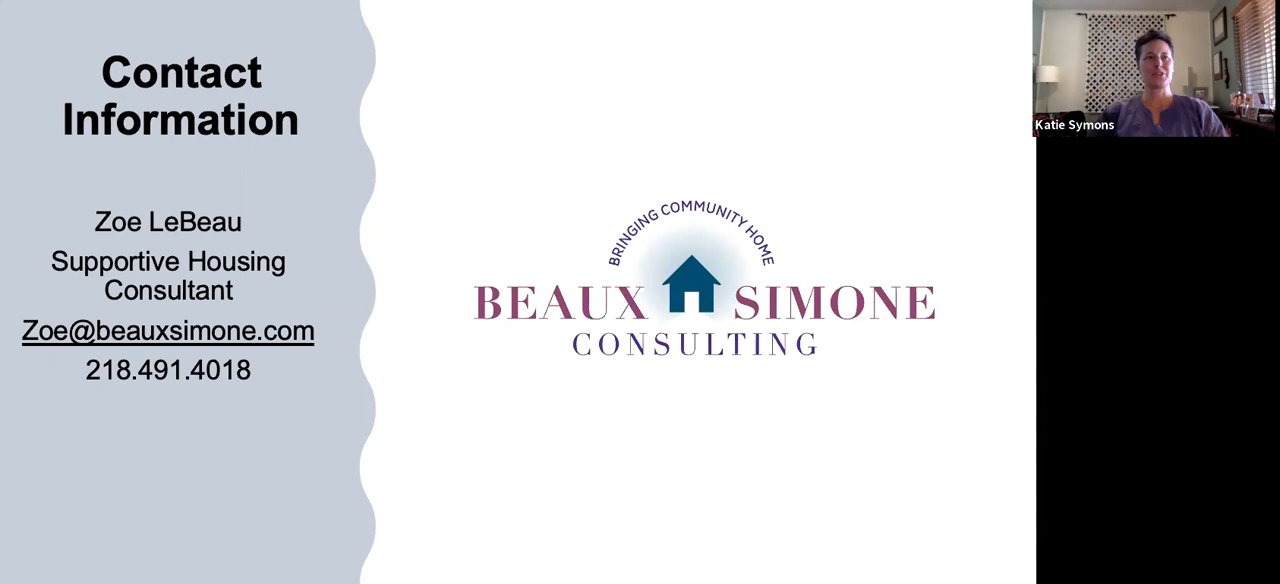 Contact
Information
Zoe LeBeau
Supportive Housing
Consultant
Zoe@beauxsimone.com
218.491.4018
BRINGING COMMUNITY HOME
BEAUX SIMONE
CONSULTING
Katie Symons